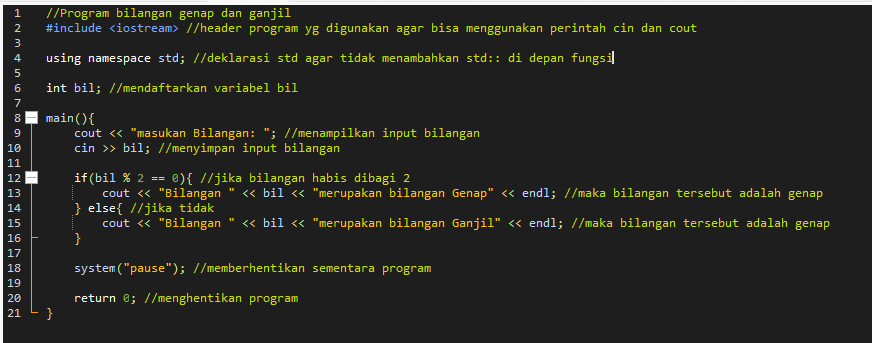 1 //Program bilangan genap dan ganjil
2 #include <iostream> //header program yg digunakan agar bisa menggunakan perintah cin dan cout
3
4 using namespace std; //deklarasi std agar tidak menambahkan std:: di depan fungsi
5
6 int bil; //mendaftarkan variabel bil
7
8 main(){
9 cout << "masukan Bilangan: "; //menampilkan input bilangan
10 cin >> bil; //menyimpan input bilangan
11
12 if(bil % 2 == 0){ //jika bilangan habis dibagi 2
13 cout << "Bilangan " << bil << "merupakan bilangan Genap" << endl; //maka bilangan tersebut adalah genap
14 } else{ //jika tidak
15 cout << "Bilangan " << bil << "merupakan bilangan Ganjil" << endl; //maka bilangan tersebut adalah genap
16 }
17
18 system("pause"); //memberhentikan sementara program
19
20 return 0; //menghentikan program
21 }